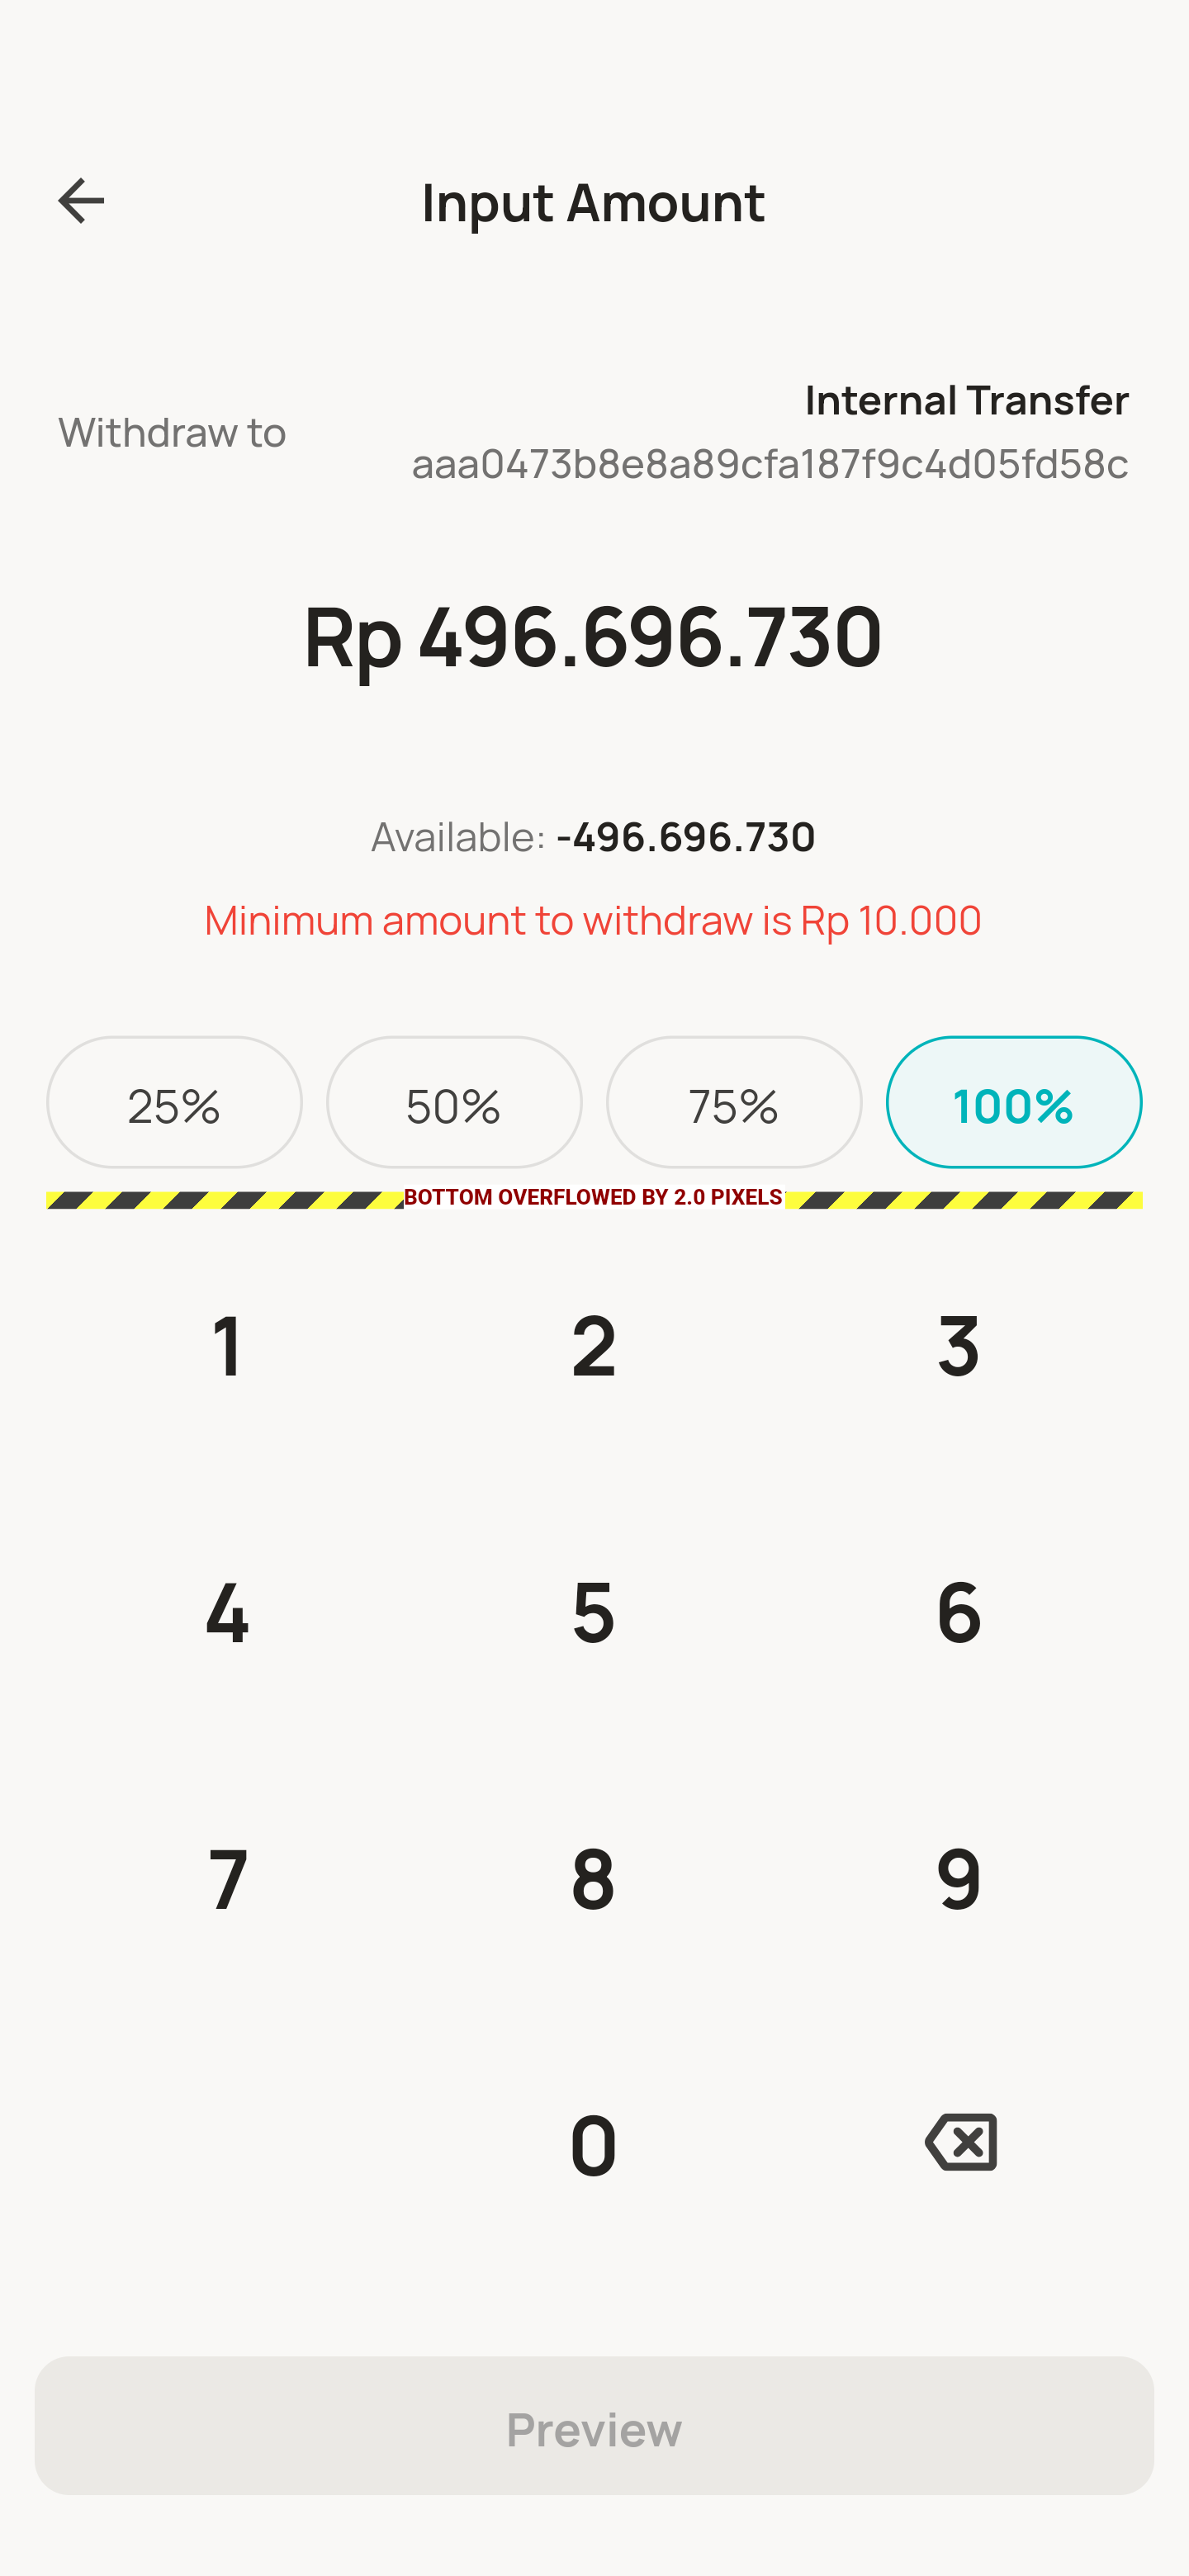 Input Amount
Withdraw to
Internal Transfer
aaa0473b8e8a89cfa187f9c4d05fd58c
Rp 496.696.730
Available: -496.696.730
Minimum amount to withdraw is Rp 10.000
25% 50% 75% 100%
BOTTOM OVERFLOWED BY 2.0 PIXELS
1 2 3
4 5 6
7 8 9
0
Preview